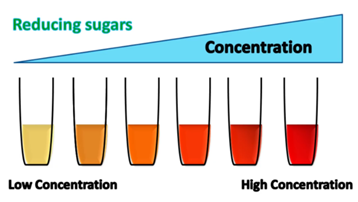 Reducing sugars
Concentration
Low Concentration
High Concentration